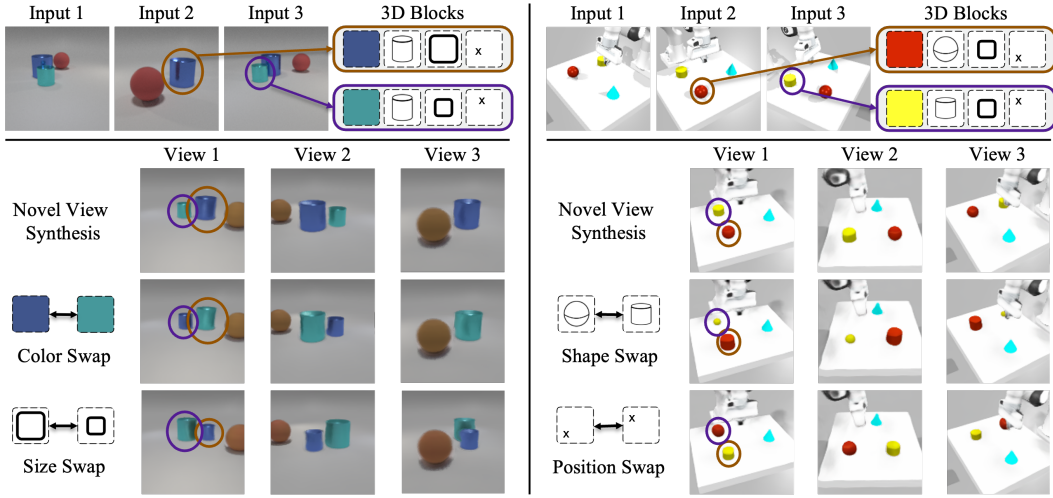 Input 1 Input 2 Input 3 3D Blocks
x
x
View 1 View 2 View 3
Novel View
Synthesis
Color Swap
Size Swap
Input 1 Input 2 Input 3 3D Blocks
x
x
View 1 View 2 View 3
Novel View
Synthesis
Shape Swap
x x
Position Swap